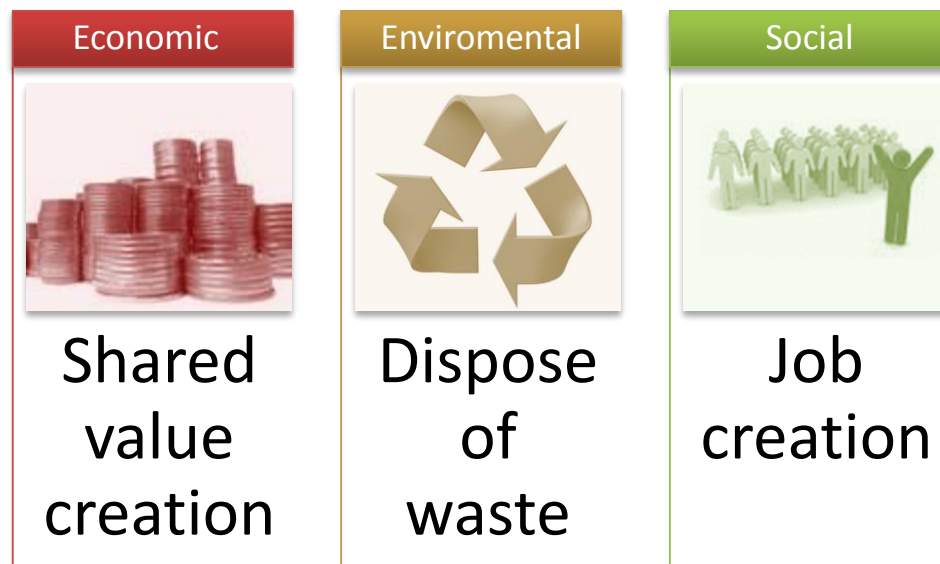 Economic
Shared
value
creation
Enviromental
Dispose
of
waste
Social
Job
creation